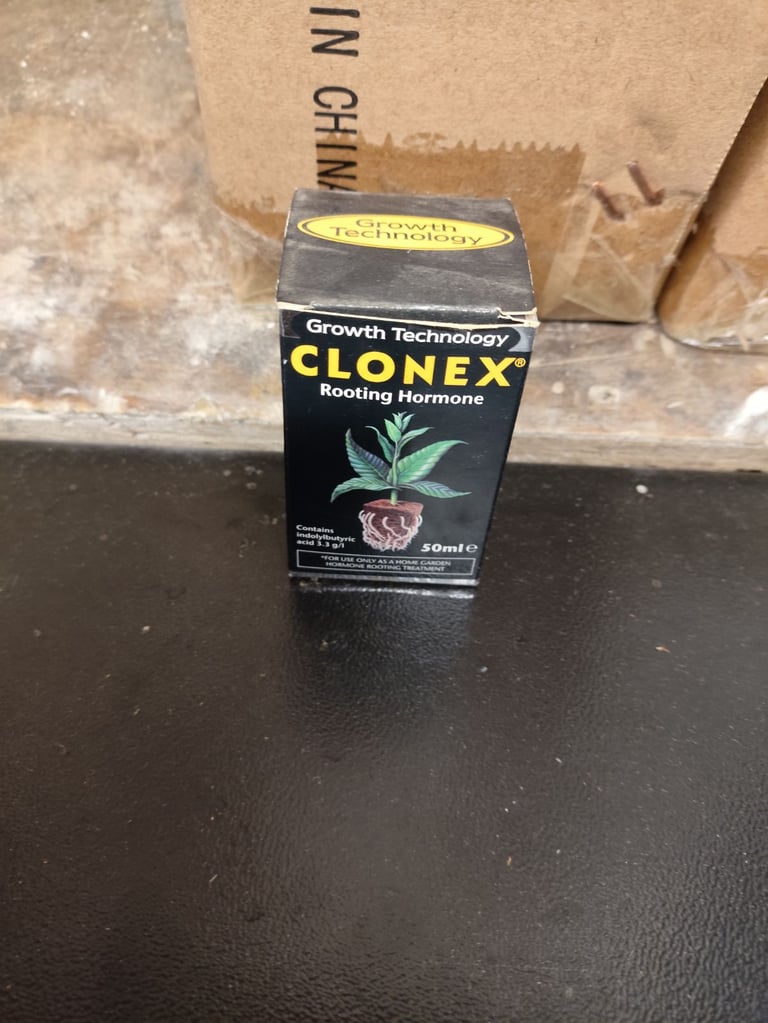 IN CHINA
Growth
Technology
Growth Technology
CLONEX®
Rooting Hormone
Contains
indolylbutyric
acid 3.3 g/l
50ml ℮
*FOR USE ONLY AS A HOME GARDEN
HORMONE ROOTING TREATMENT